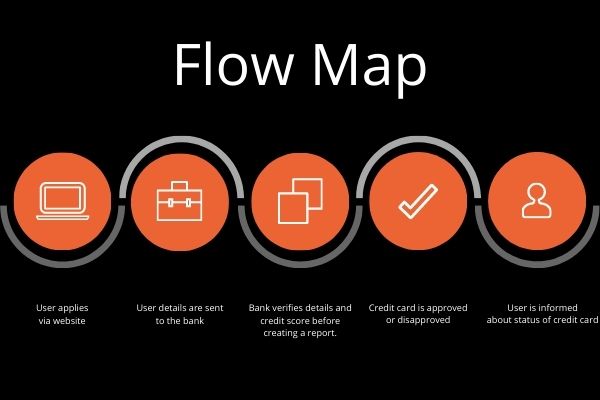 Flow Map
User applies
via website
User details are sent
to the bank
Bank verifies details and
credit score before
creating a report.
Credit card is approved
or disapproved
User is informed
about status of credit card